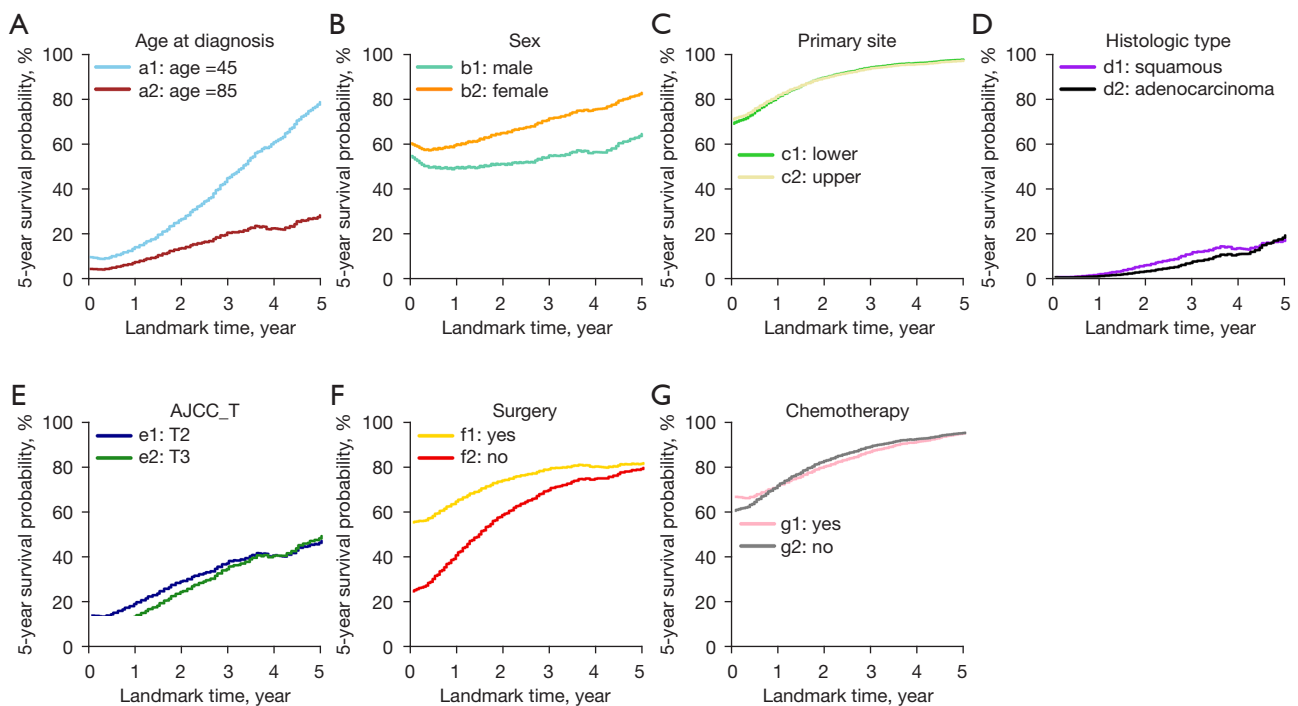 A
Age at diagnosis
5-year survival probability, %
100
80
60
40
20
0
a1: age =45
a2: age =85
0 1 2 3 4 5
Landmark time, year
B
Sex
5-year survival probability, %
100
80
60
40
20
0
b1: male
b2: female
0 1 2 3 4 5
Landmark time, year
C
Primary site
5-year survival probability, %
100
80
60
40
20
0
c1: lower
c2: upper
0 1 2 3 4 5
Landmark time, year
D
Histologic type
5-year survival probability, %
100
80
60
40
20
0
d1: squamous
d2: adenocarcinoma
0 1 2 3 4 5
Landmark time, year
E
AJCC_T
5-year survival probability, %
100
80
60
40
20
0
e1: T2
e2: T3
0 1 2 3 4 5
Landmark time, year
F
Surgery
5-year survival probability, %
100
80
60
40
20
0
f1: yes
f2: no
0 1 2 3 4 5
Landmark time, year
G
Chemotherapy
5-year survival probability, %
100
80
60
40
20
0
g1: yes
g2: no
0 1 2 3 4 5
Landmark time, year